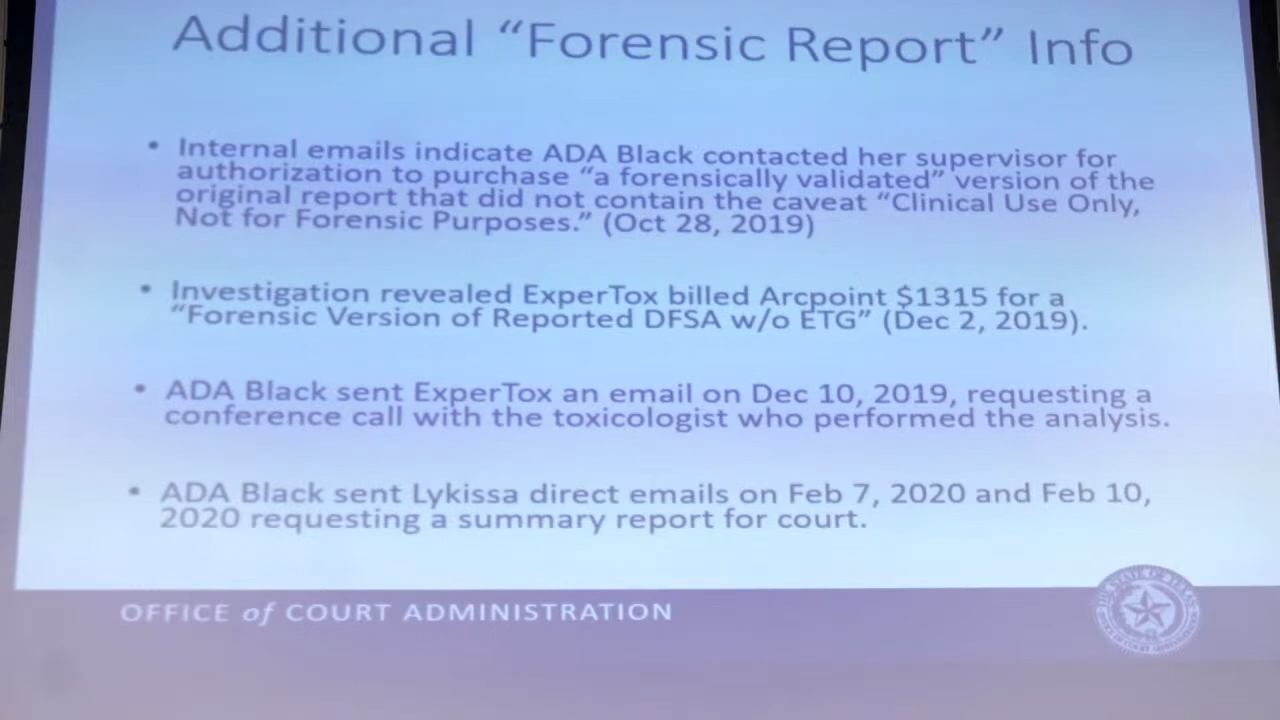 Additional “Forensic Report” Info
• Internal emails indicate ADA Black contacted her supervisor for
authorization to purchase “a forensically validated” version of the
original report that did not contain the caveat “Clinical Use Only,
Not for Forensic Purposes.” (Oct 28, 2019)
• Investigation revealed ExperTox billed Arcpoint $1315 for a
“Forensic Version of Reported DFSA w/o ETG” (Dec 2, 2019).
• ADA Black sent ExperTox an email on Dec 10, 2019, requesting a
conference call with the toxicologist who performed the analysis.
• ADA Black sent Lykissa direct emails on Feb 7, 2020 and Feb 10,
2020 requesting a summary report for court.
OFFICE of COURT ADMINISTRATION